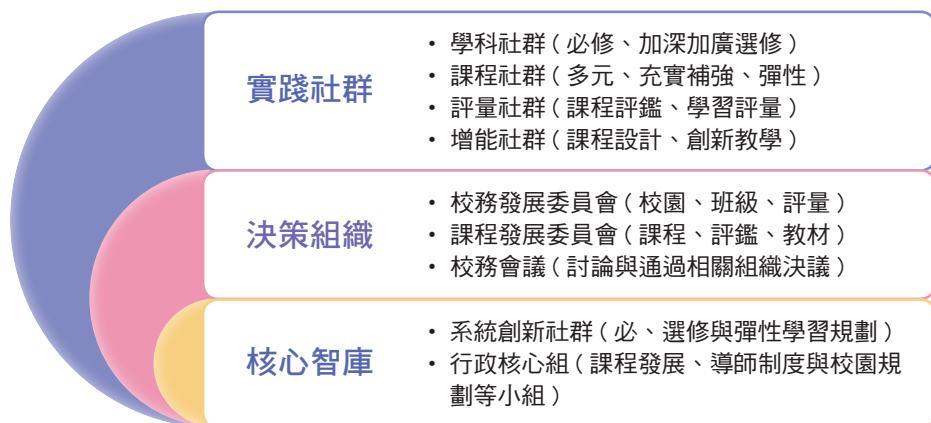 實踐社群
• 學科社群（必修、加深加廣選修）
• 課程社群（多元、充實補強、彈性）
• 評量社群（課程評鑑、學習評量）
• 增能社群（課程設計、創新教學）
決策組織
• 校務發展委員會（校園、班級、評量）
• 課程發展委員會（課程、評鑑、教材）
• 校務會議（討論與通過相關組織決議）
核心智庫
• 系統創新社群（必、選修與彈性學習規劃）
• 行政核心組（課程發展、導師制度與校園規
劃等小組）